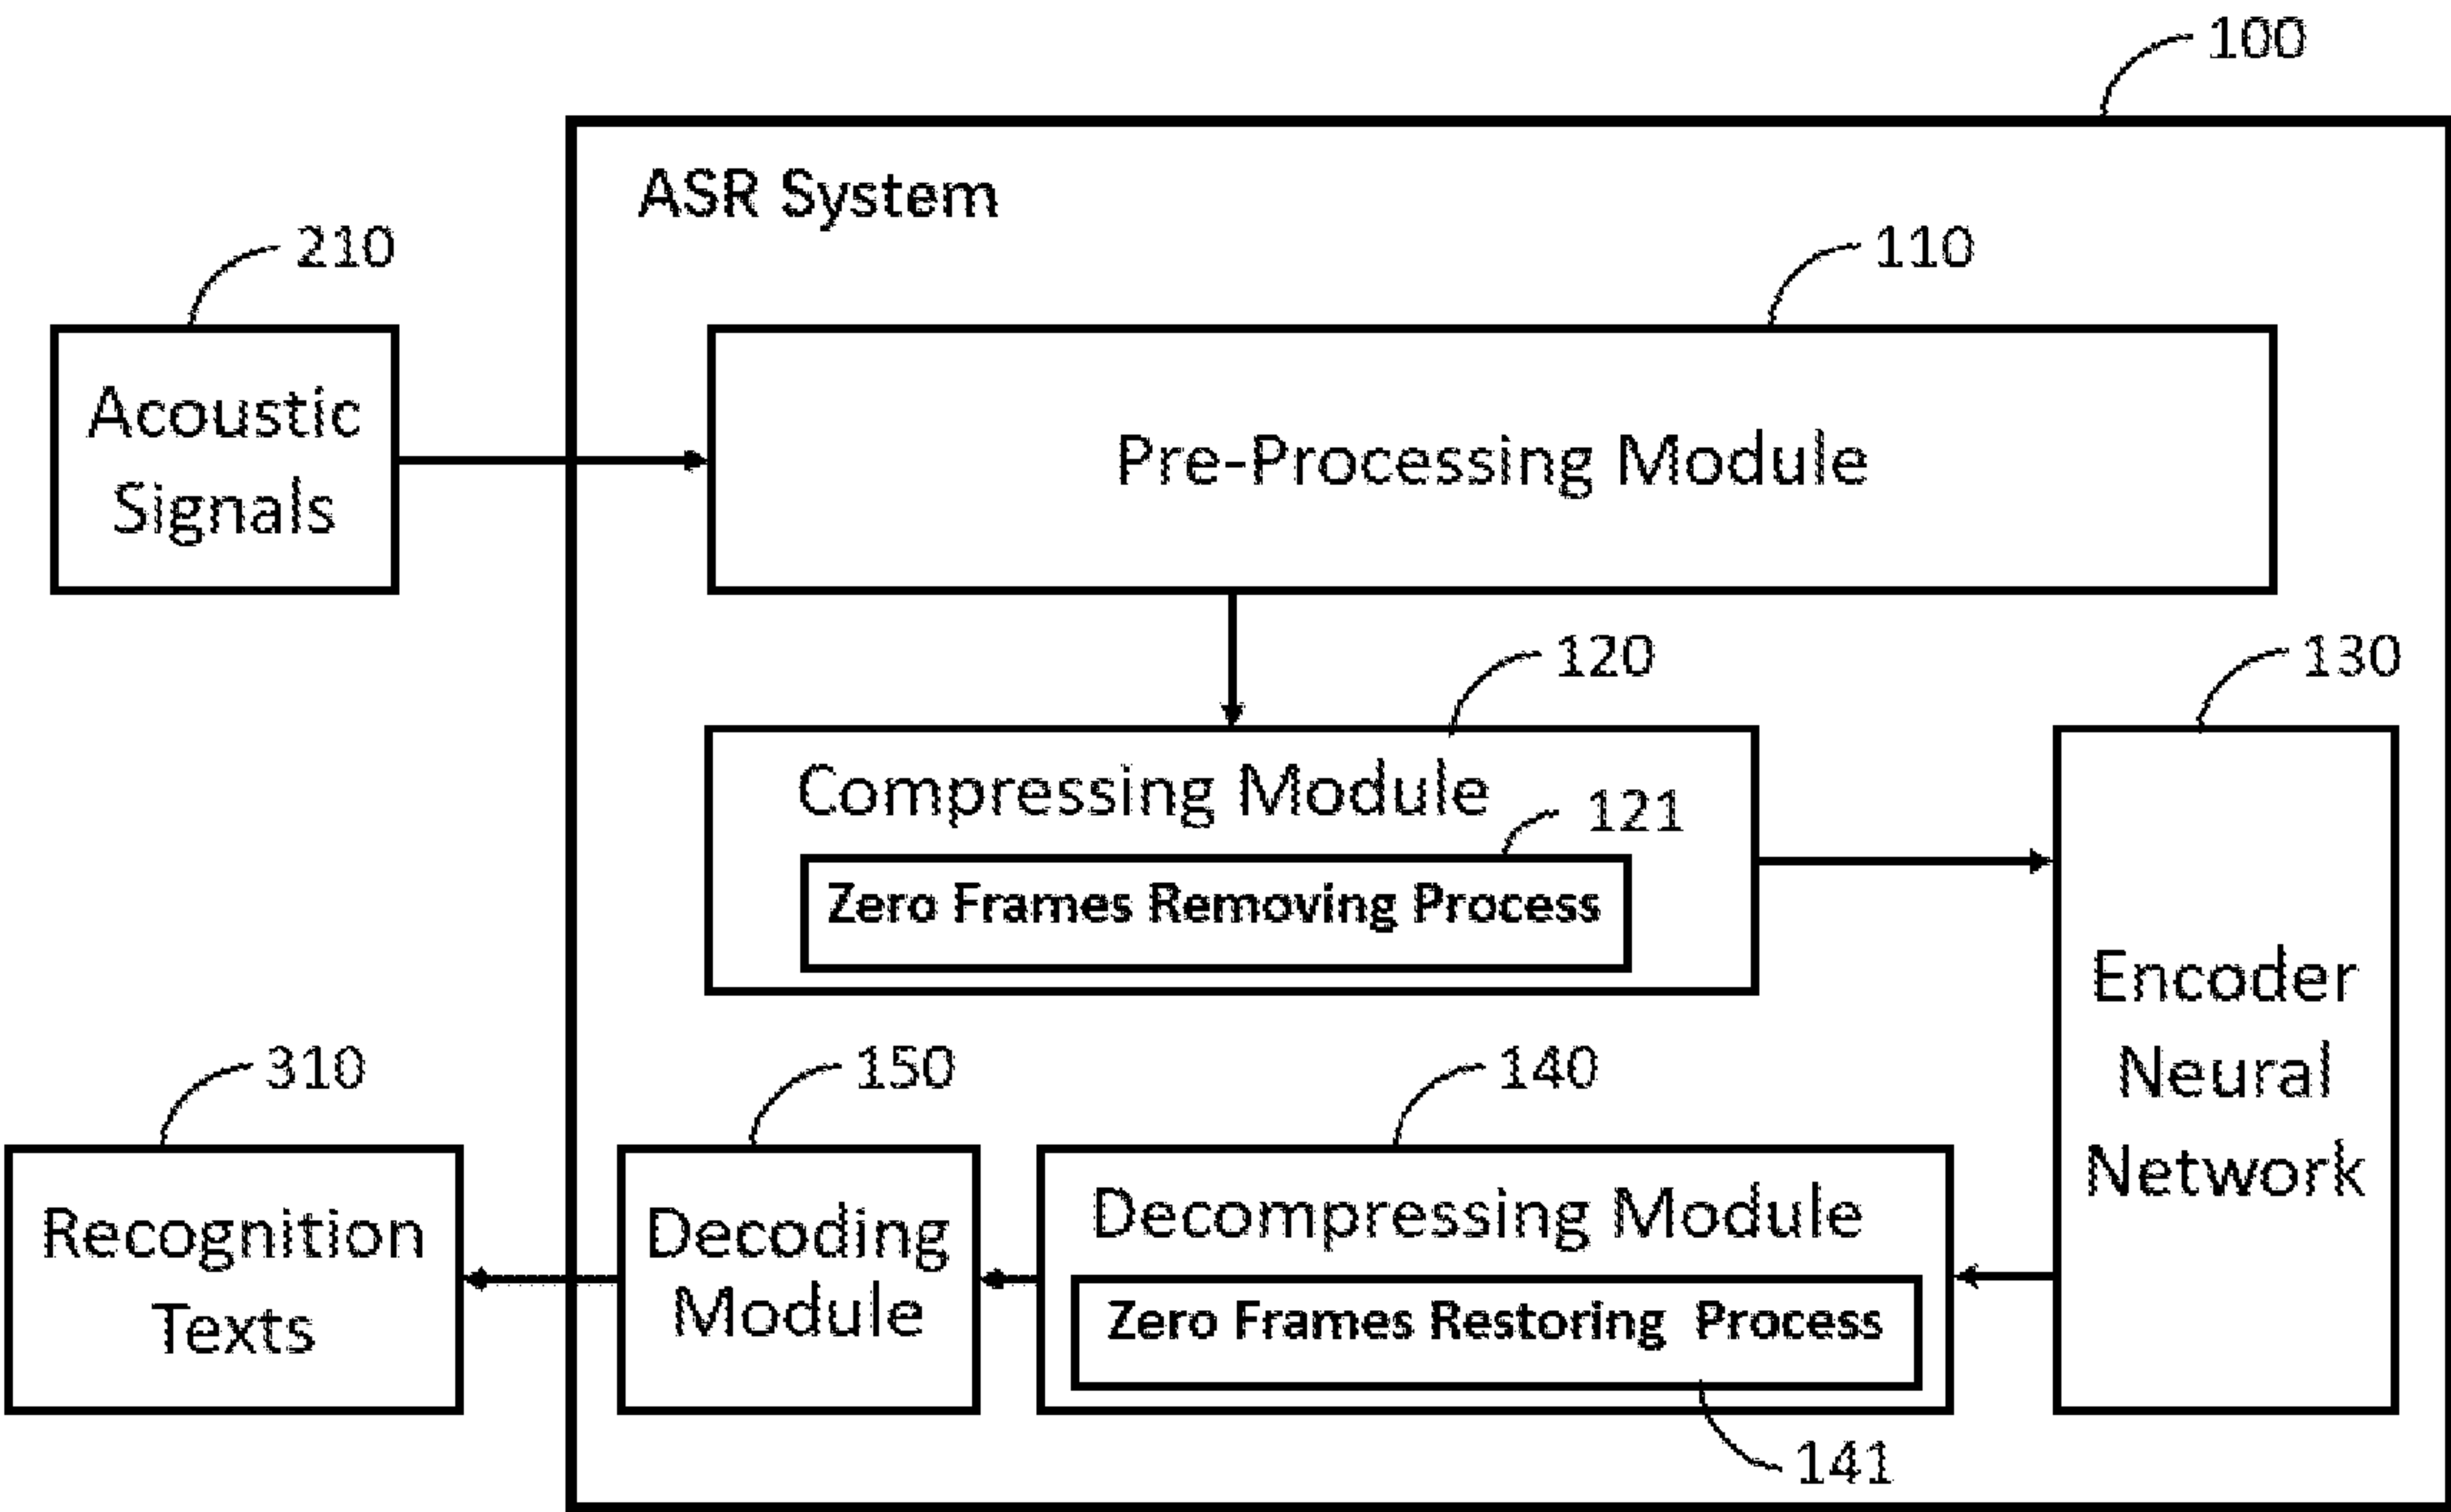 100
ASR System
210
110
Acoustic
Signals
Pre-Processing Module
120
130
Compressing Module
121
Zero Frames Removing Process
Encoder
Neural
Network
310
150
140
Recognition
Texts
Decoding
Module
Decompressing Module
Zero Frames Restoring Process
141